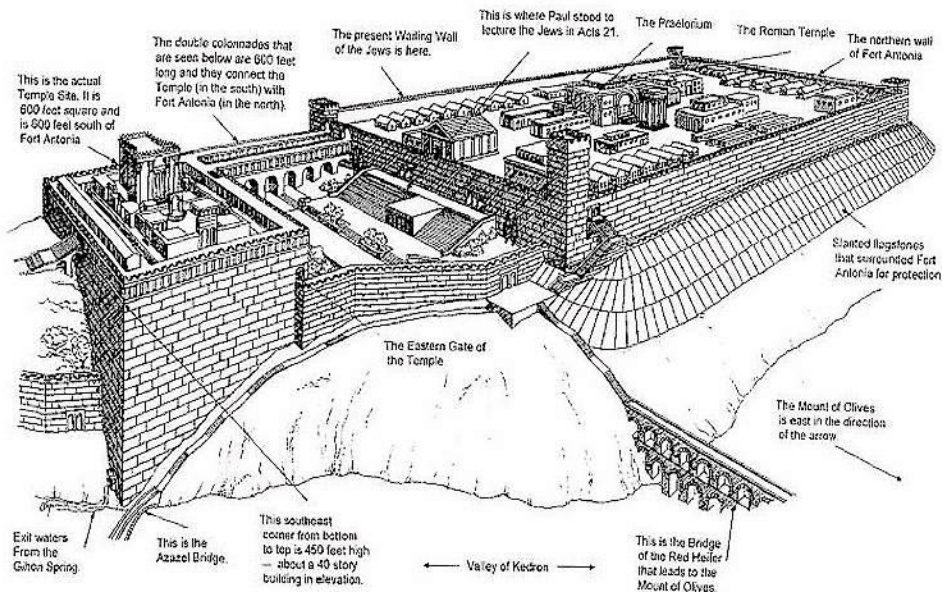 This is the actual
Temple Site. It is
600 feet square and
is 600 feet south of
Fort Antonia
The double colonnades that
are seen below are 600 feet
long and they connect the
Temple (in the south) with
Fort Antonia (in the north).
The present Wailing Wall
of the Jews is here.
This is where Paul stood to
lecture the Jews in Acts 21.
The Praetorium
The Roman Temple
The northern wall
of Fort Antonia
Slanted flagstones
that surrounded Fort
Antonia for protection
The Eastern Gate of
the Temple
The Mount of Olives
is east in the direction
of the arrow.
Exit waters
From the
Gihon Spring.
This is the
Azazel Bridge.
This southeast
corner from bottom
to top is 450 feet high
— about a 40 story
building in elevation.
Valley of Kedron
This is the Bridge
of the Red Heifer
that leads to the
Mount of Olives.